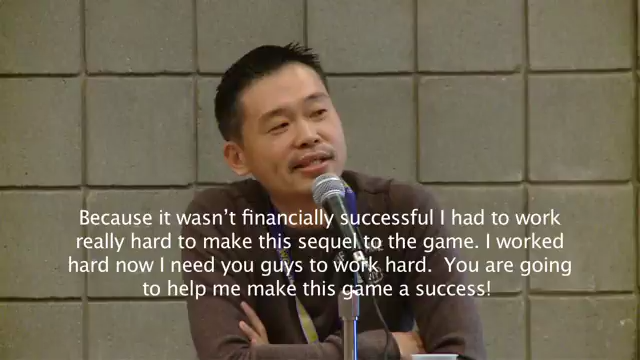 Because it wasn't financially successful I had to work
really hard to make this sequel to the game. I worked
hard now I need you guys to work hard.  You are going
to help me make this game a success!